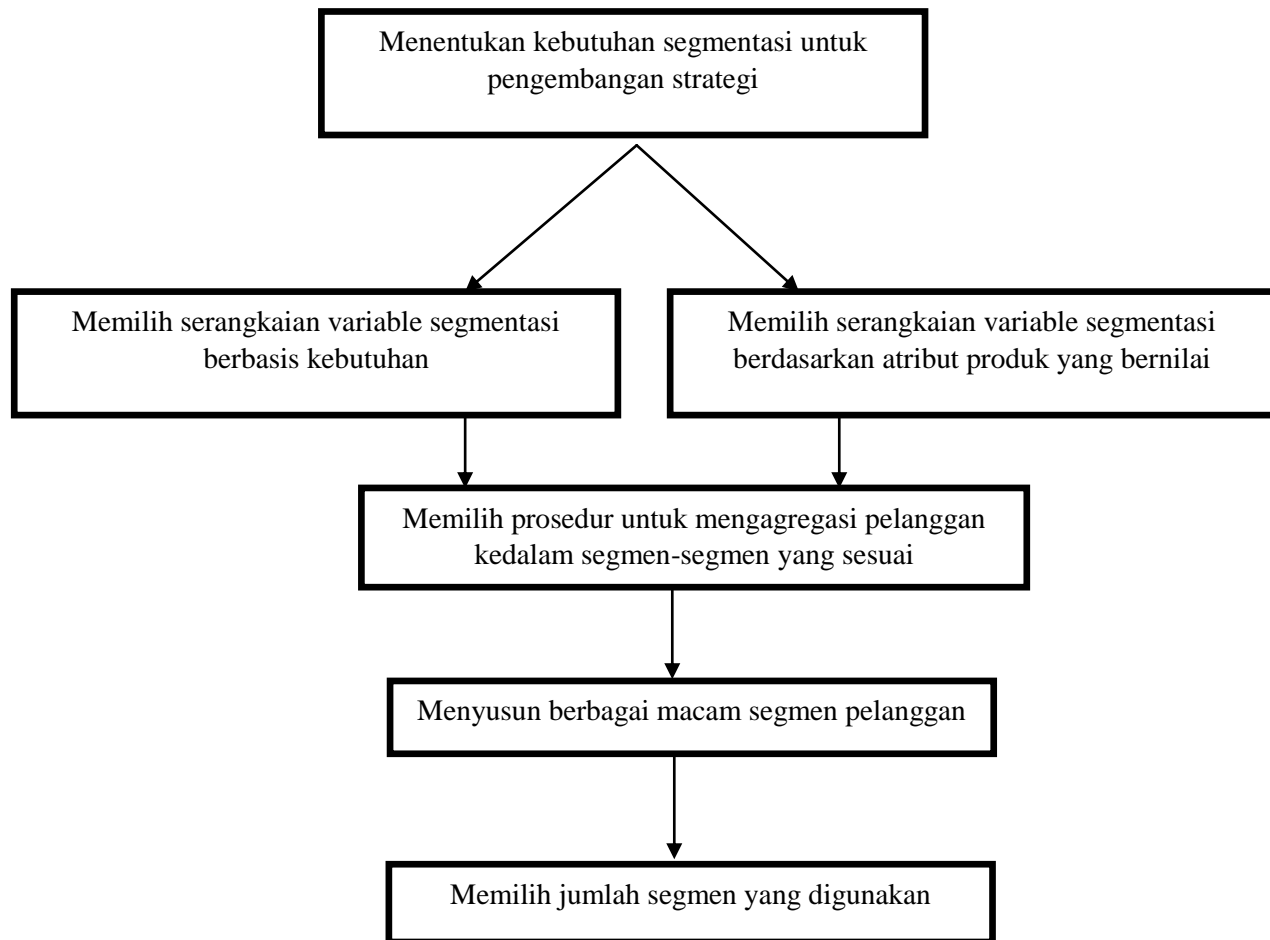 Menentukan kebutuhan segmentasi untuk
pengembangan strategi
Memilih serangkaian variable segmentasi
berbasis kebutuhan
Memilih serangkaian variable segmentasi
berdasarkan atribut produk yang bernilai
Memilih prosedur untuk mengagregasi pelanggan
kedalam segmen-segmen yang sesuai
Menyusun berbagai macam segmen pelanggan
Memilih jumlah segmen yang digunakan